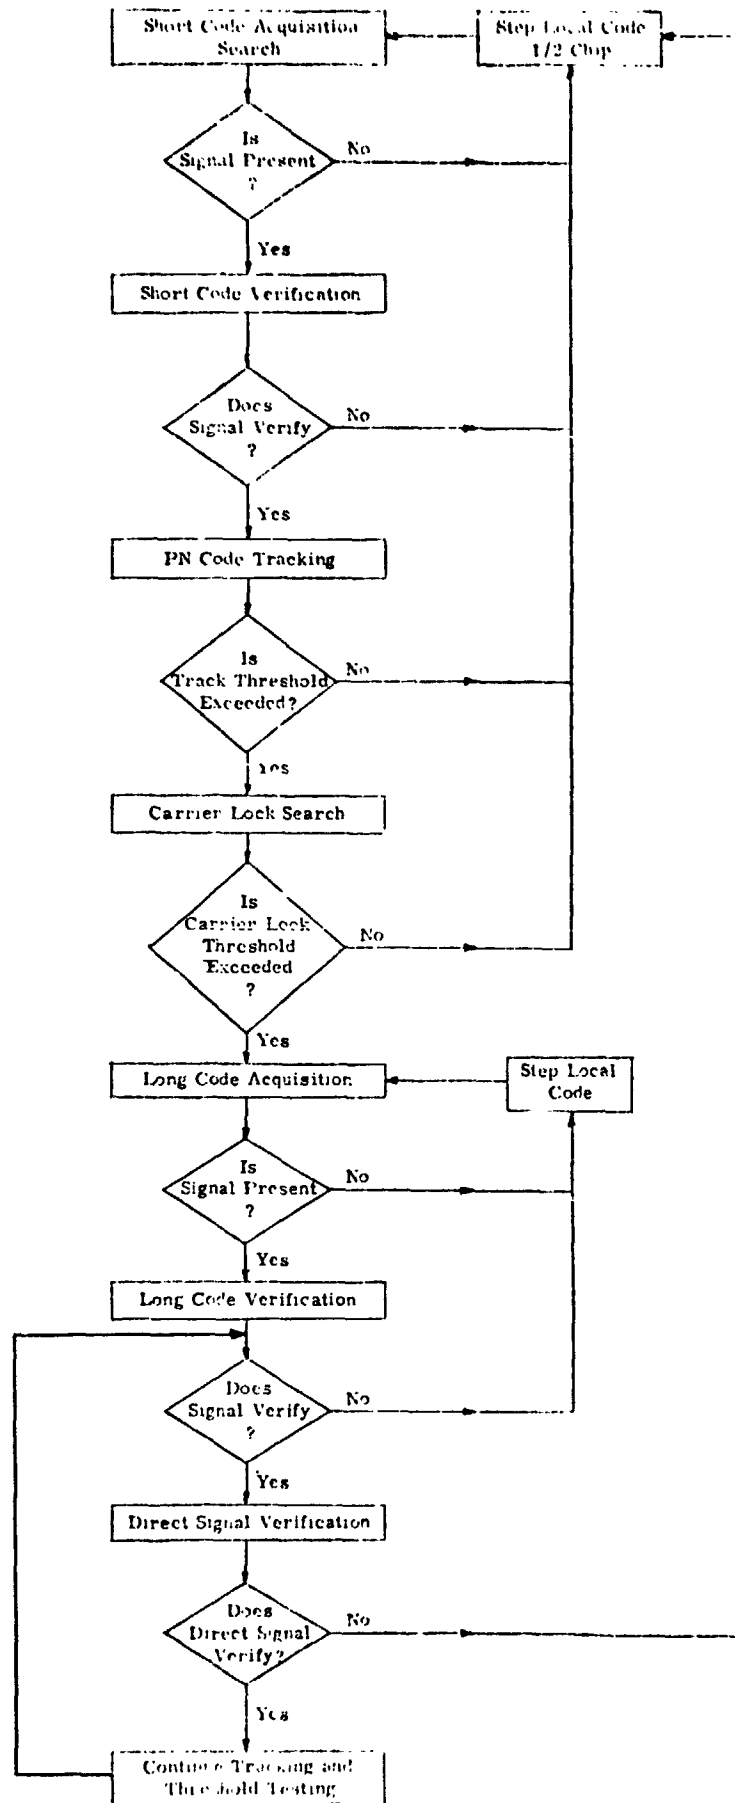 Short Code Acquisition
Search
Step Local Code
1/2 Chip
Is
Signal Present
?
No
Yes
Short Code Verification
Does
Signal Verify
?
No
Yes
PN Code Tracking
Is
Track Threshold
Exceeded?
No
Yes
Carrier Lock Search
Is
Carrier Lock
Threshold
Exceeded
?
No
Yes
Long Code Acquisition
Step Local
Code
Is
Signal Present
?
No
Yes
Long Code Verification
Does
Signal Verify
?
No
Yes
Direct Signal Verification
Does
Direct Signal
Verify?
No
Yes
Continue Tracking and
Threshold Testing